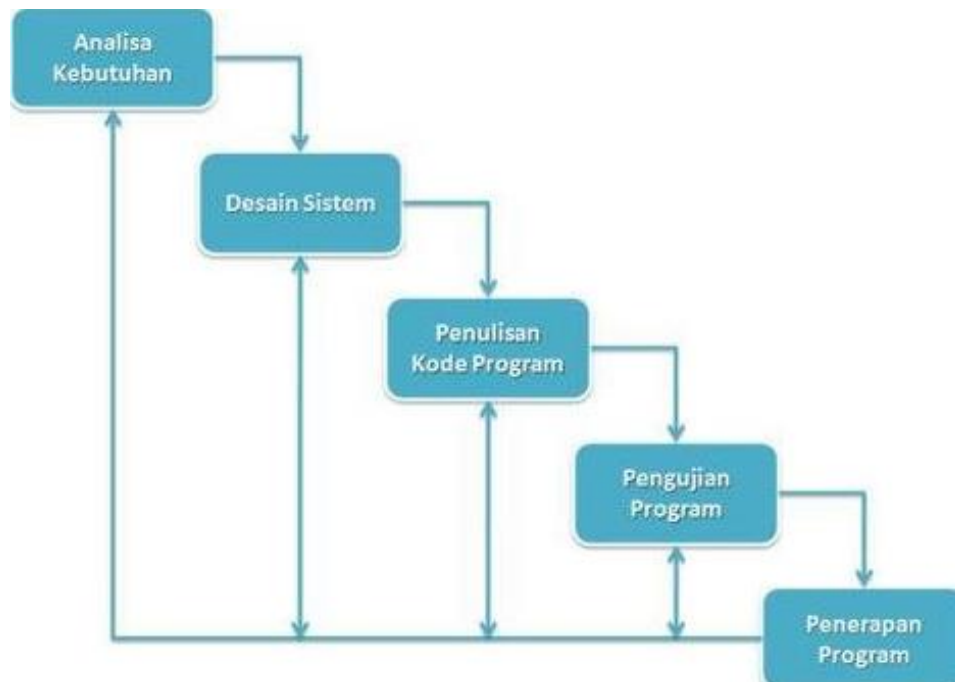 Analisa
Kebutuhan
Desain Sistem
Penulisan
Kode Program
Pengujian
Program
Penerapan
Program